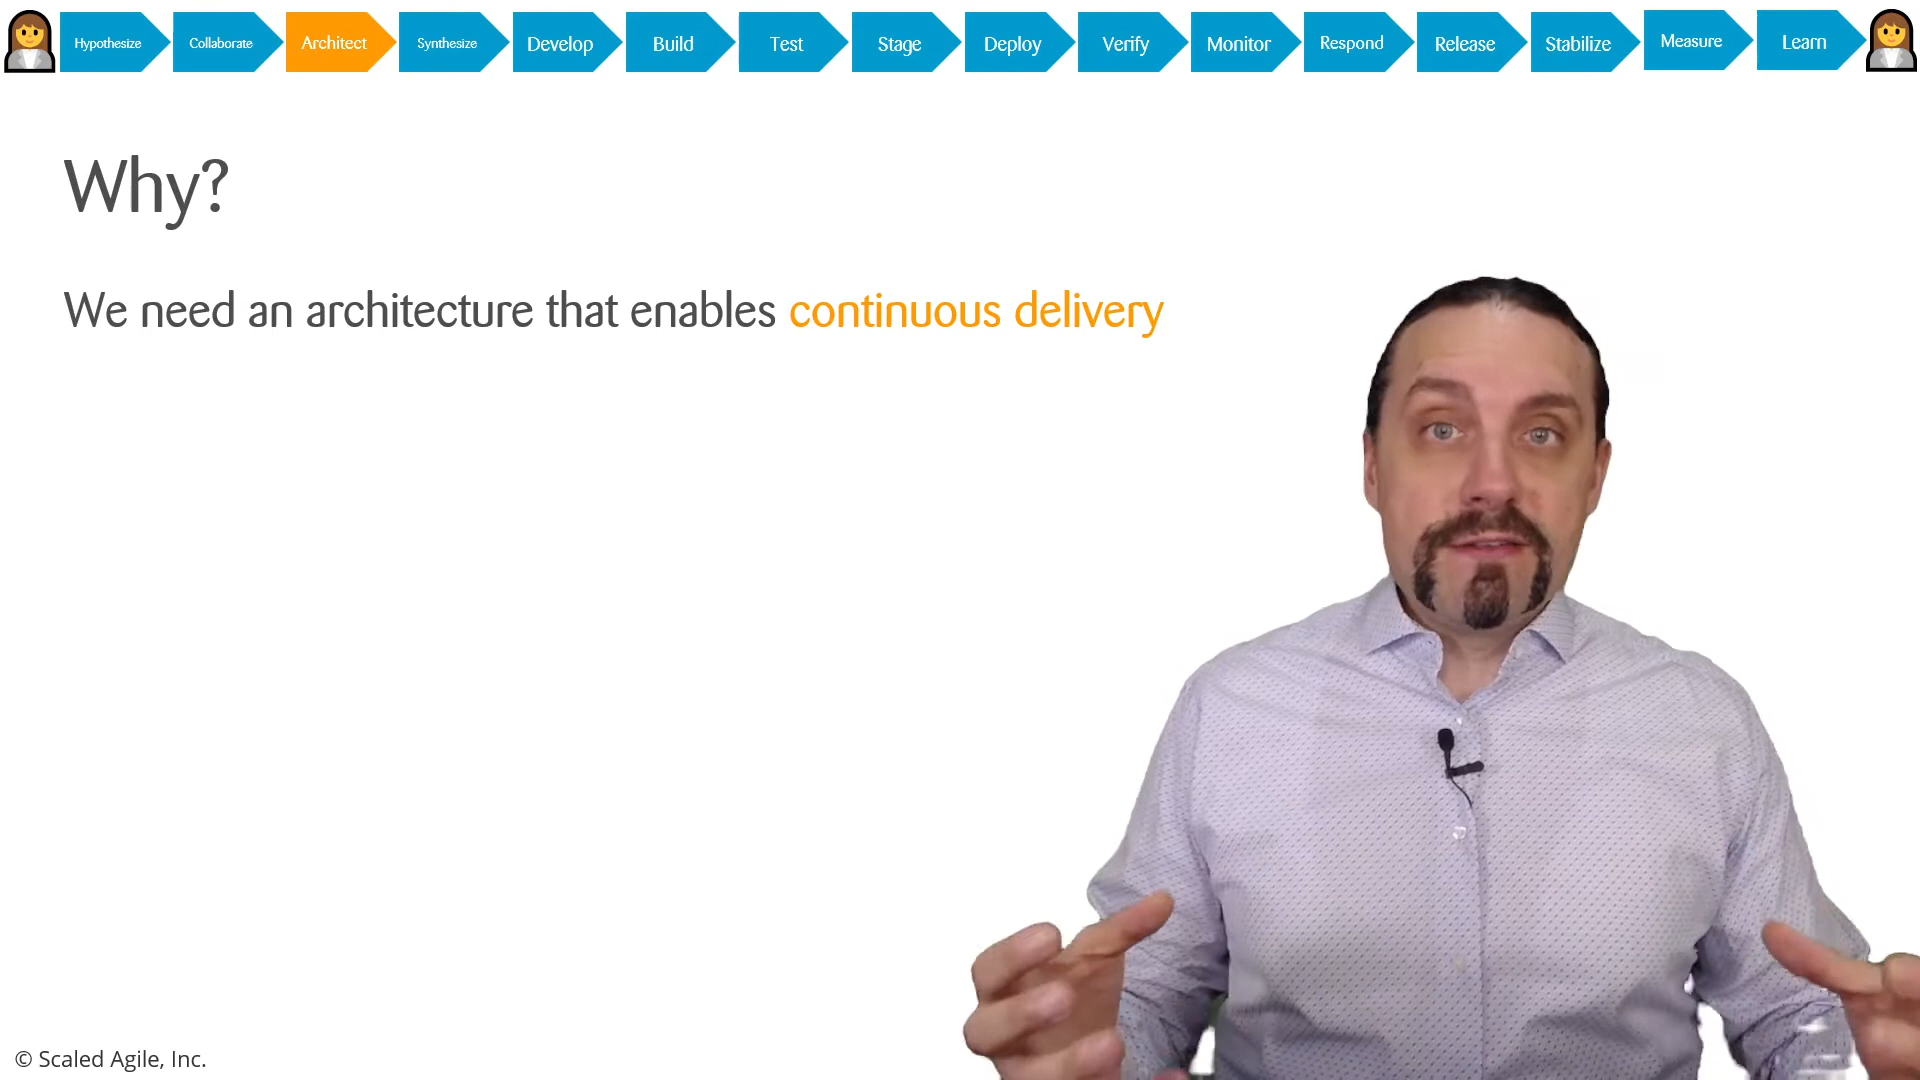 Hypothesize Collaborate Architect Synthesize Develop Build Test Stage Deploy Verify Monitor Respond Release Stabilize Measure Learn
Why?
We need an architecture that enables continuous delivery
© Scaled Agile, Inc.